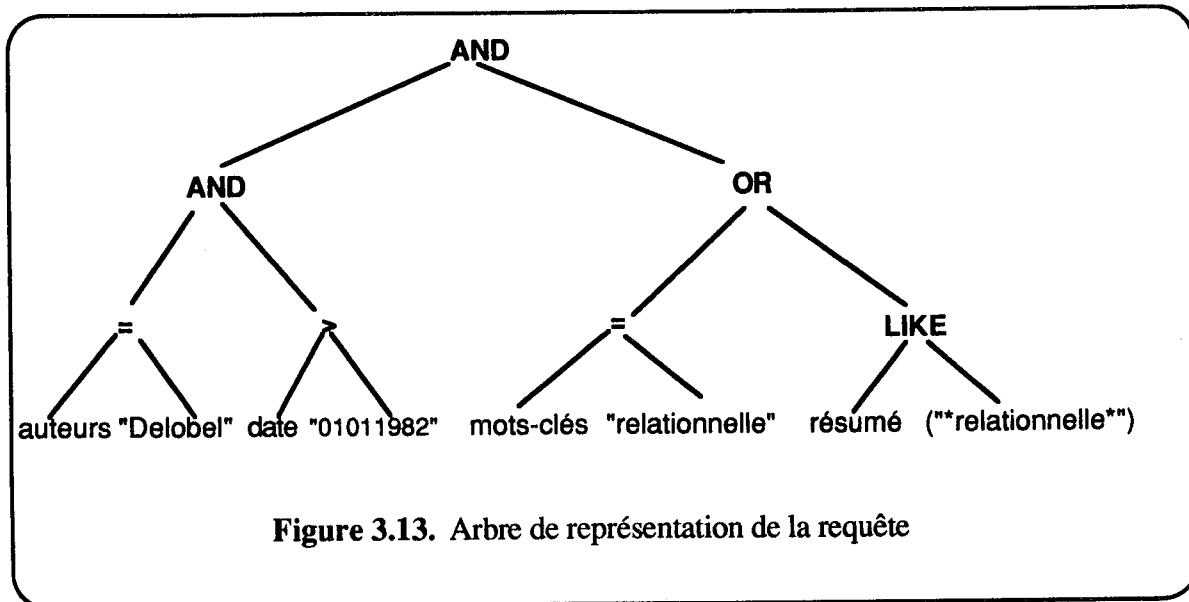 AND
AND OR
= > = LIKE
auteurs "Delobel" date "01011982" mots-clés "relationnelle" résumé ("*relationnelle*")
Figure 3.13. Arbre de représentation de la requête